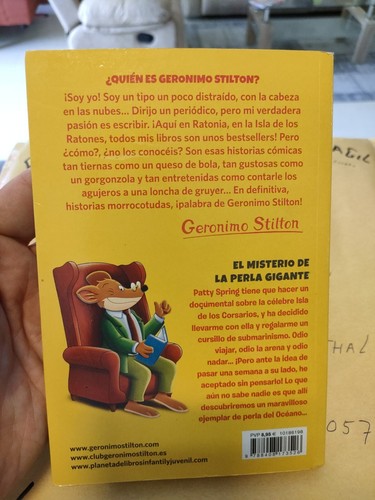 ¿QUIÉN ES GERONIMO STILTON?
¡Soy yo! Soy un tipo un poco distraído, con la cabeza
en las nubes... Dirijo un periódico, pero mi verdadera
pasión es escribir. ¡Aquí en Ratonia, en la Isla de los
Ratones, todos mis libros son unos bestsellers! Pero
¿cómo?, ¿no los conocéis? Son esas historias cómicas
tan tiernas como un queso de bola, tan gustosas como
un gorgonzola y tan entretenidas como contarle los
agujeros a una loncha de gruyer... En definitiva,
historias morrocotudas, ¡palabra de Geronimo Stilton!
Geronimo Stilton
EL MISTERIO DE
LA PERLA GIGANTE
Patty Spring tiene que hacer un
documental sobre la célebre Isla
de los Corsarios, y ha decidido
llevarme con ella y regalarme un
cursillo de submarinismo. Odio
viajar, odio la arena y odio
nadar... ¡Pero ante la idea de
pasar una semana a su lado, he
aceptado sin pensarlo! Lo que
aún no sabe nadie es que allí
descubriremos un maravilloso
ejemplar de perla del Océano...
www.geronimostilton.com
www.clubgeronimostilton.es
www.planetadelibrosinfantilyjuvenil.com
PVP 8,95 € 10186198
THAL
057